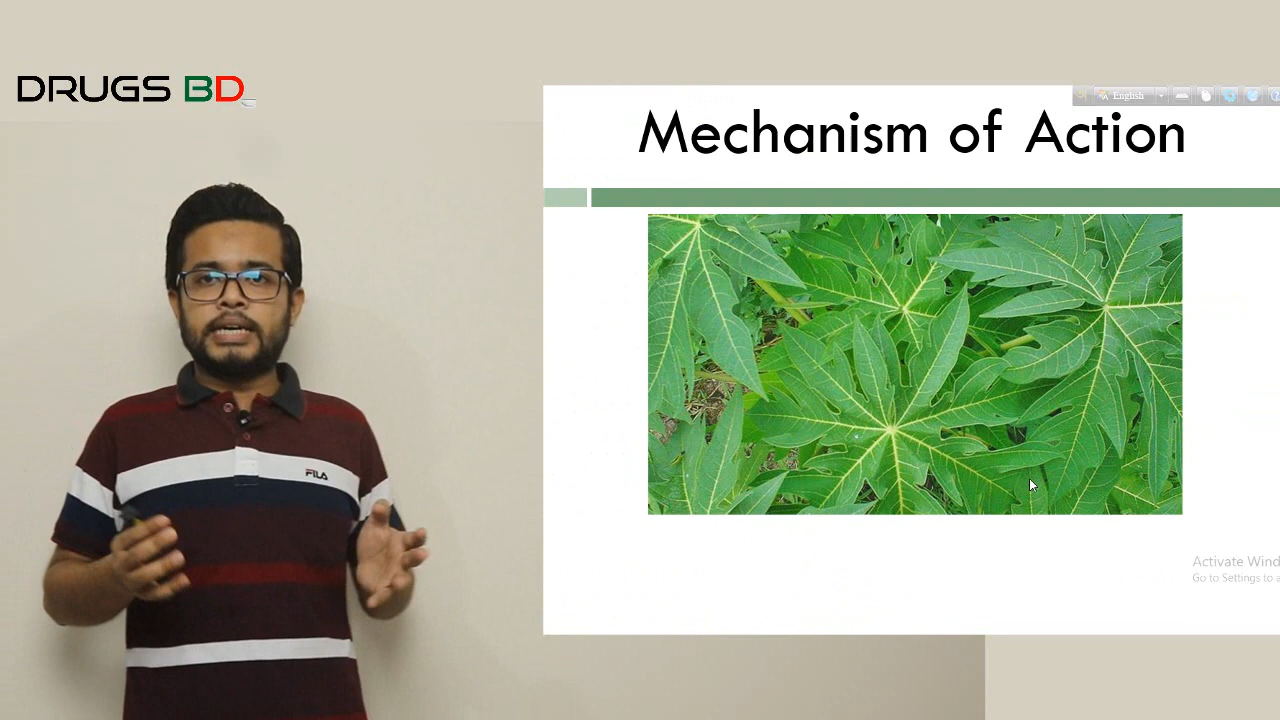 DRUGS BD
English
Mechanism of Action
FILA
Activate Wind
Go to Settings to a